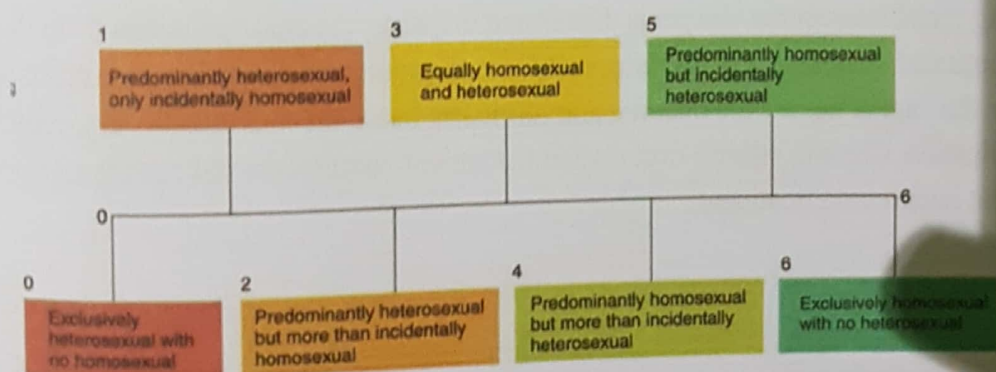 1
Predominantly heterosexual,
only incidentally homosexual
3
Equally homosexual
and heterosexual
5
Predominantly homosexual
but incidentally
heterosexual
0
6
0
Exclusively
heterosexual with
no homosexual
2
Predominantly heterosexual
but more than incidentally
homosexual
4
Predominantly homosexual
but more than incidentally
heterosexual
6
Exclusively homosexual
with no heterosexual